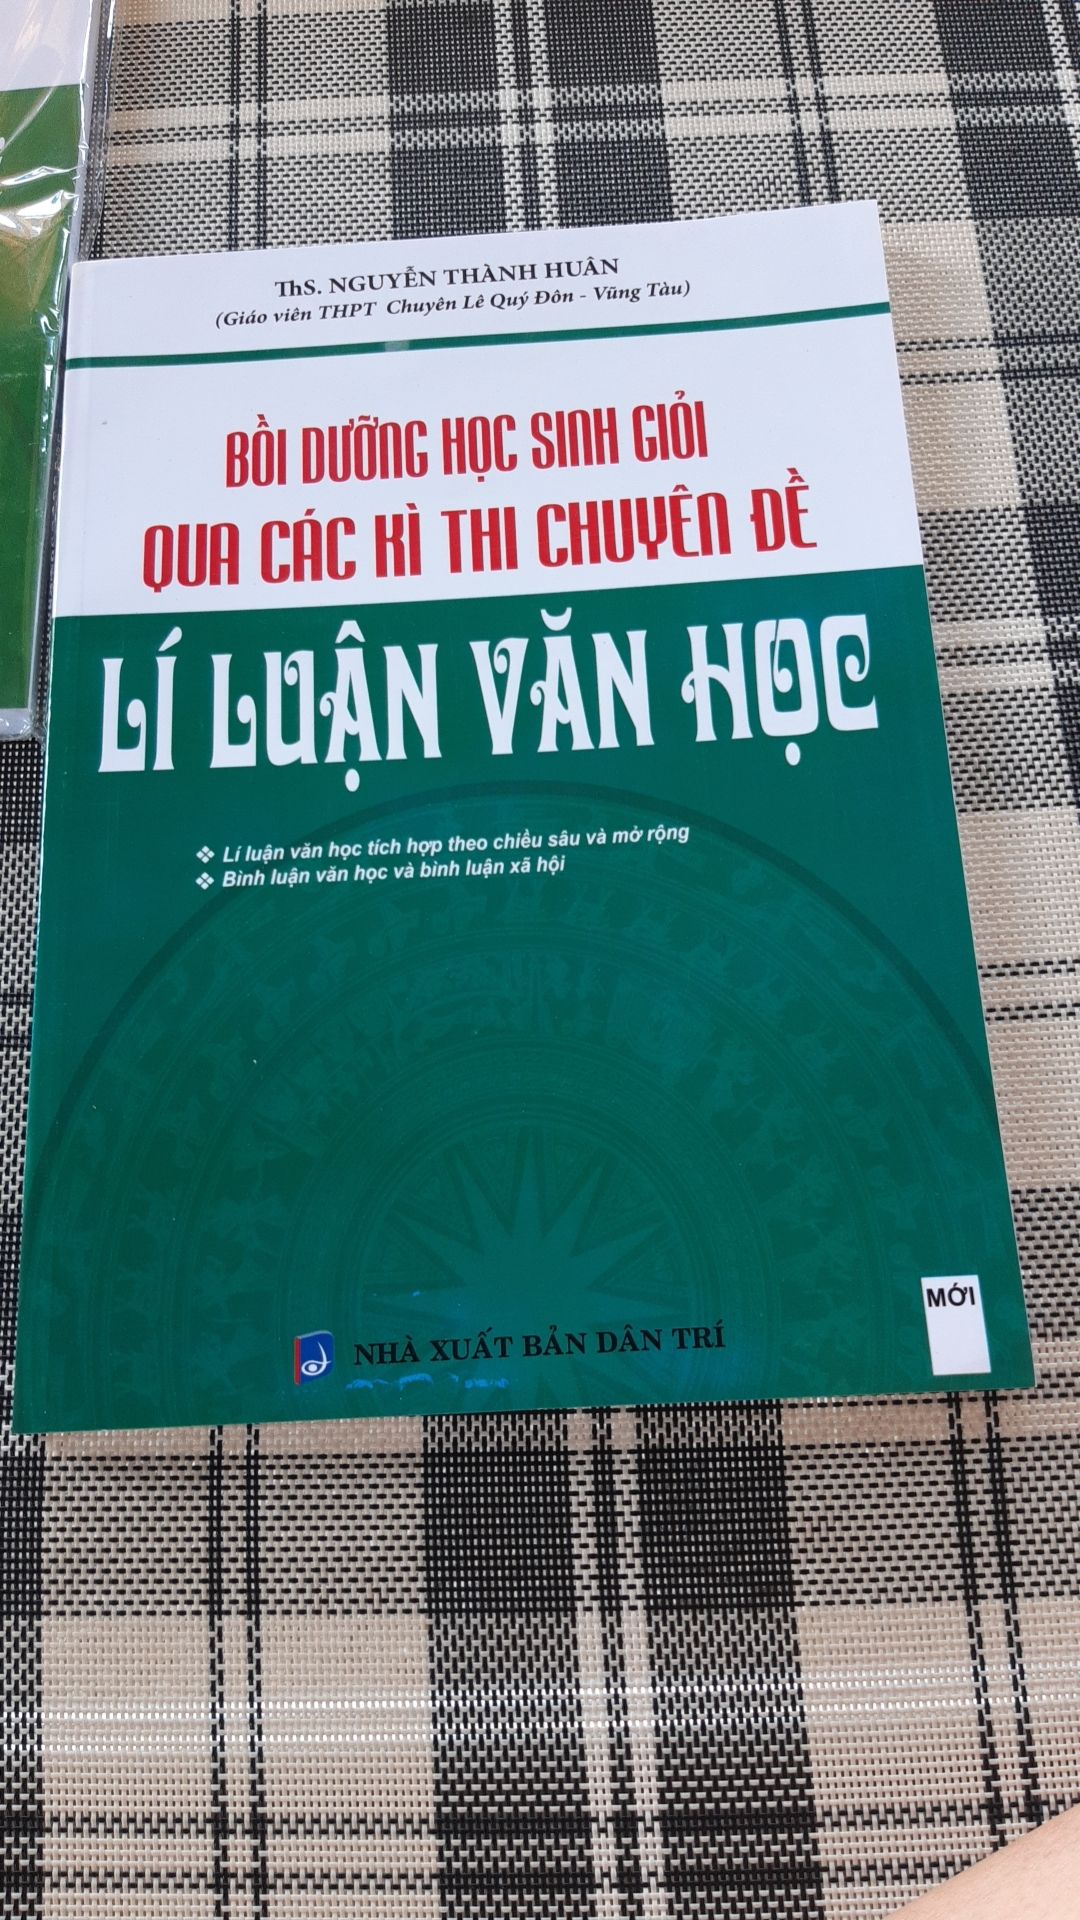 ThS. NGUYỄN THÀNH HUÂN
(Giáo viên THPT Chuyên Lê Quý Đôn - Vũng Tàu)
BỒI DƯỠNG HỌC SINH GIỎI
QUA CÁC KÌ THI CHUYÊN ĐỀ
LÍ LUẬN VĂN HỌC
❖ Lí luận văn học tích hợp theo chiều sâu và mở rộng
❖ Bình luận văn học và bình luận xã hội
MỚI
NHÀ XUẤT BẢN DÂN TRÍ